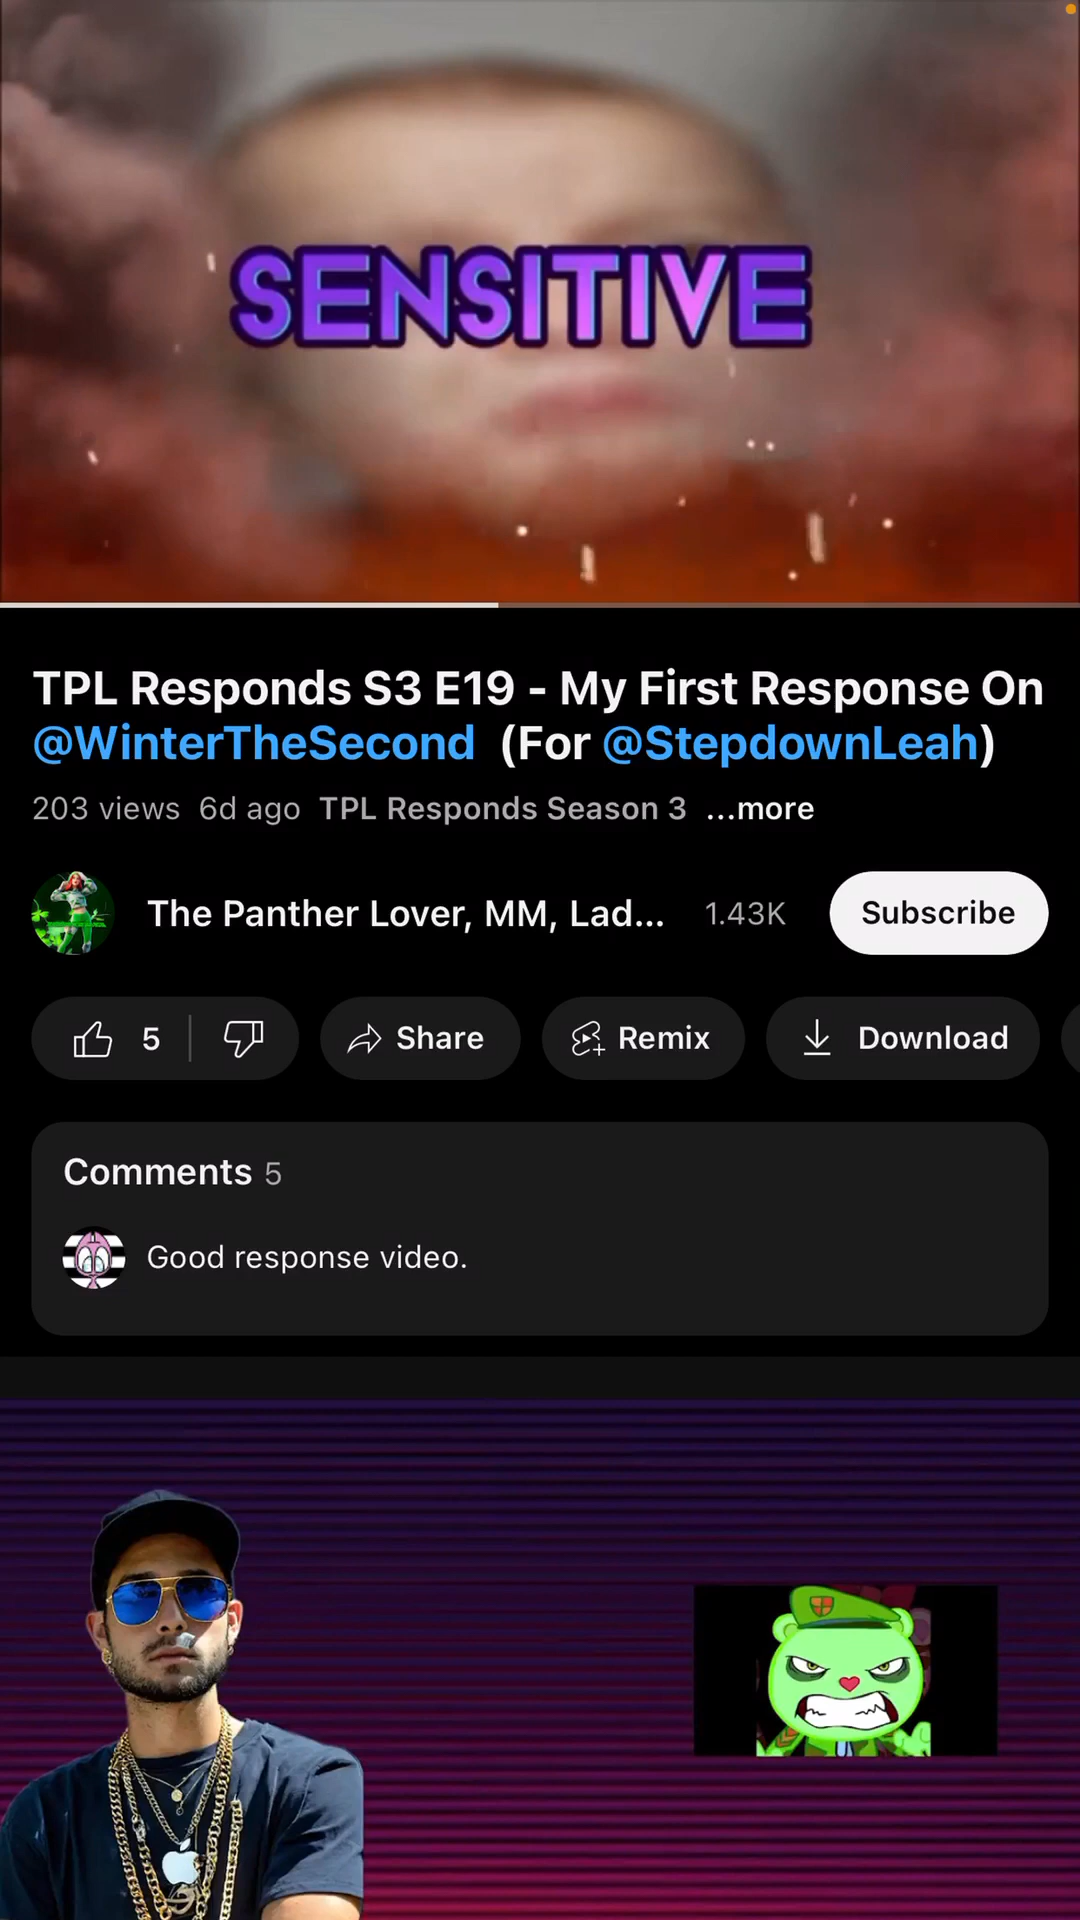 SENSITIVE
TPL Responds S3 E19 - My First Response On
@WinterTheSecond (For @StepdownLeah)
203 views 6d ago TPL Responds Season 3 ...more
The Panther Lover, MM, Lad... 1.43K Subscribe
5 Share Remix Download
Comments 5
Good response video.